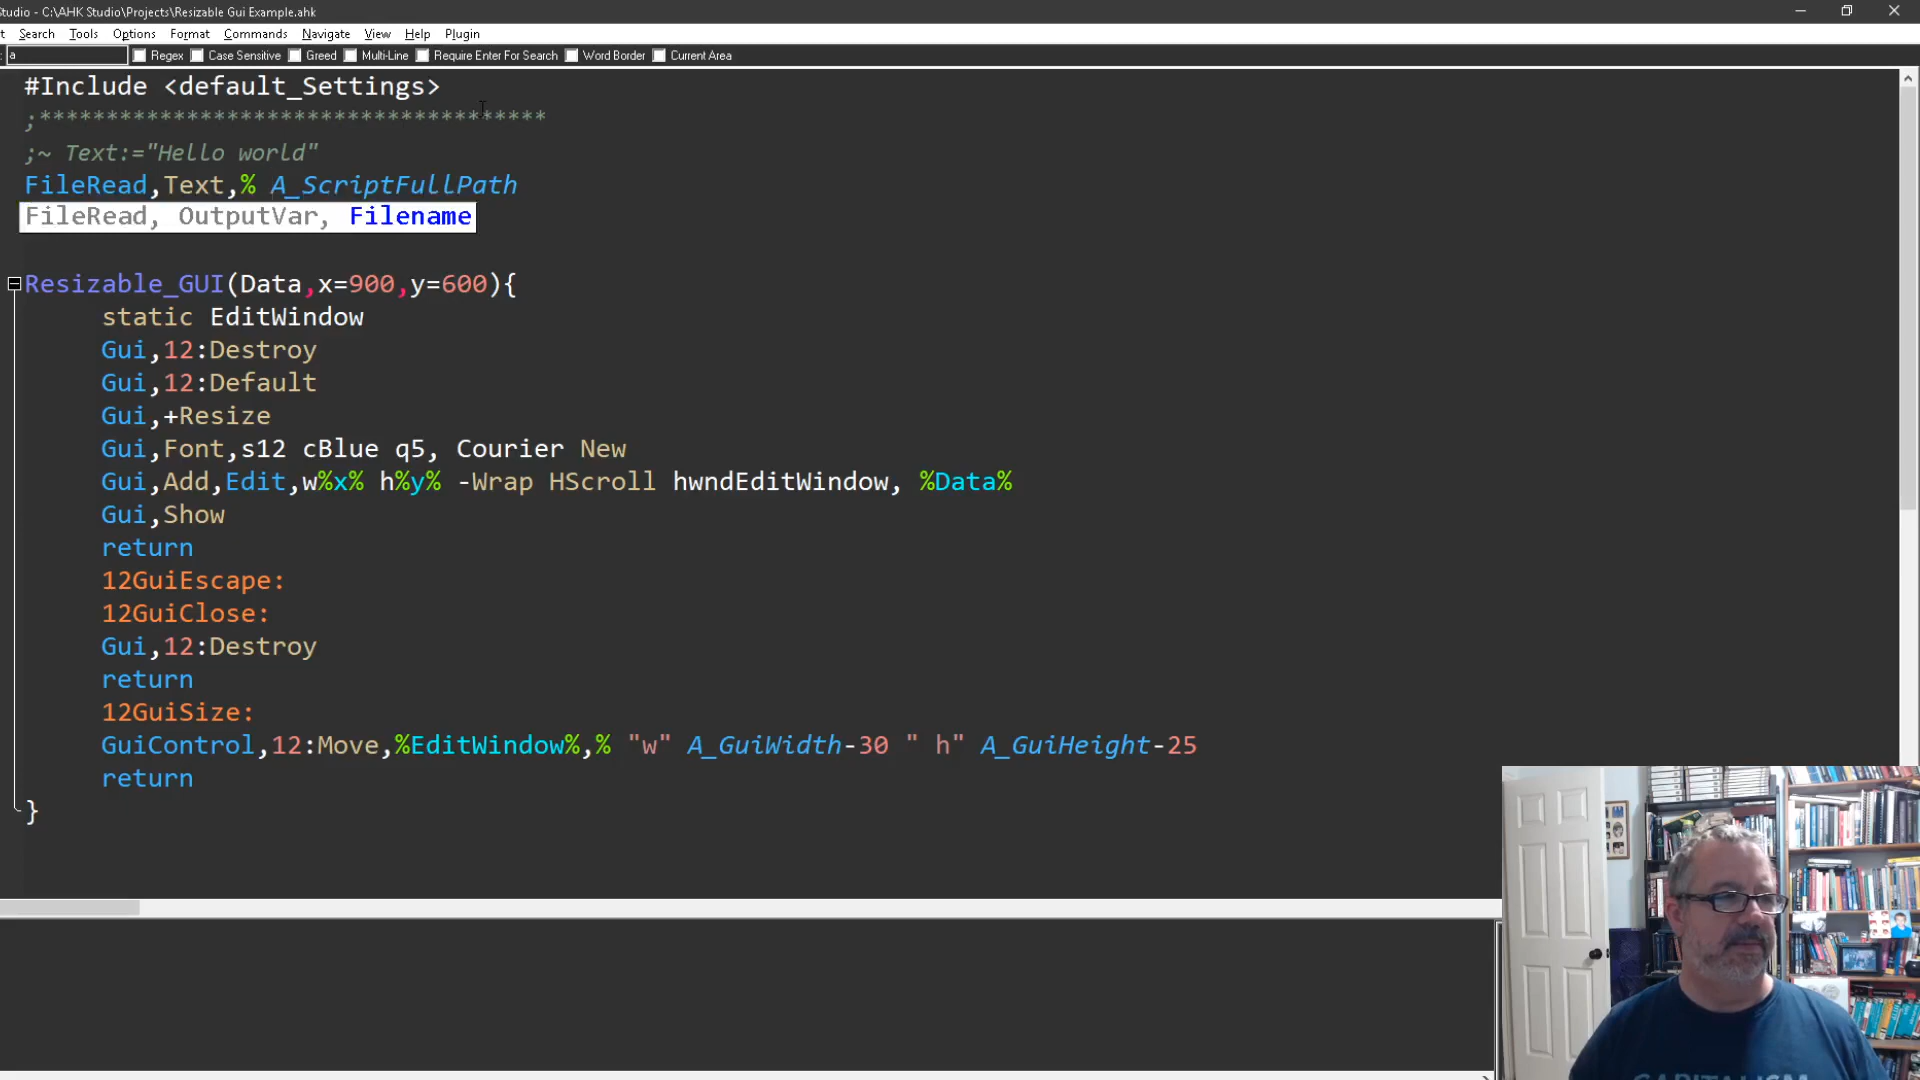 Studio - C:\AHK Studio\Projects\Resizable Gui Example.ahk
t Search Tools Options Format Commands Navigate View Help Plugin
: a Regex Case Sensitive Greed Multi-Line Require Enter For Search Word Border Current Area
#Include <default_Settings>
;***************************************
;~ Text:="Hello world"
FileRead,Text,% A_ScriptFullPath
FileRead, OutputVar, Filename
Resizable_GUI(Data,x=900,y=600){
static EditWindow
Gui,12:Destroy
Gui,12:Default
Gui,+Resize
Gui,Font,s12 cBlue q5, Courier New
Gui,Add,Edit,w%x% h%y% -Wrap HScroll hwndEditWindow, %Data%
Gui,Show
return
12GuiEscape:
12GuiClose:
Gui,12:Destroy
return
12GuiSize:
GuiControl,12:Move,%EditWindow%,% "w" A_GuiWidth-30 " h" A_GuiHeight-25
return
}
CAPITALISM